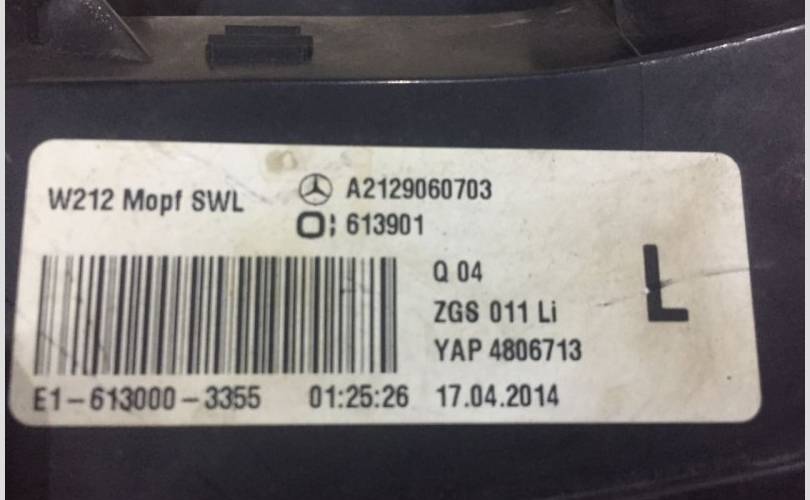 W212 Mopf SWL
A2129060703
613901
Q 04
ZGS 011 Li
YAP 4806713
L
E1-613000-3355 01:25:26 17.04.2014